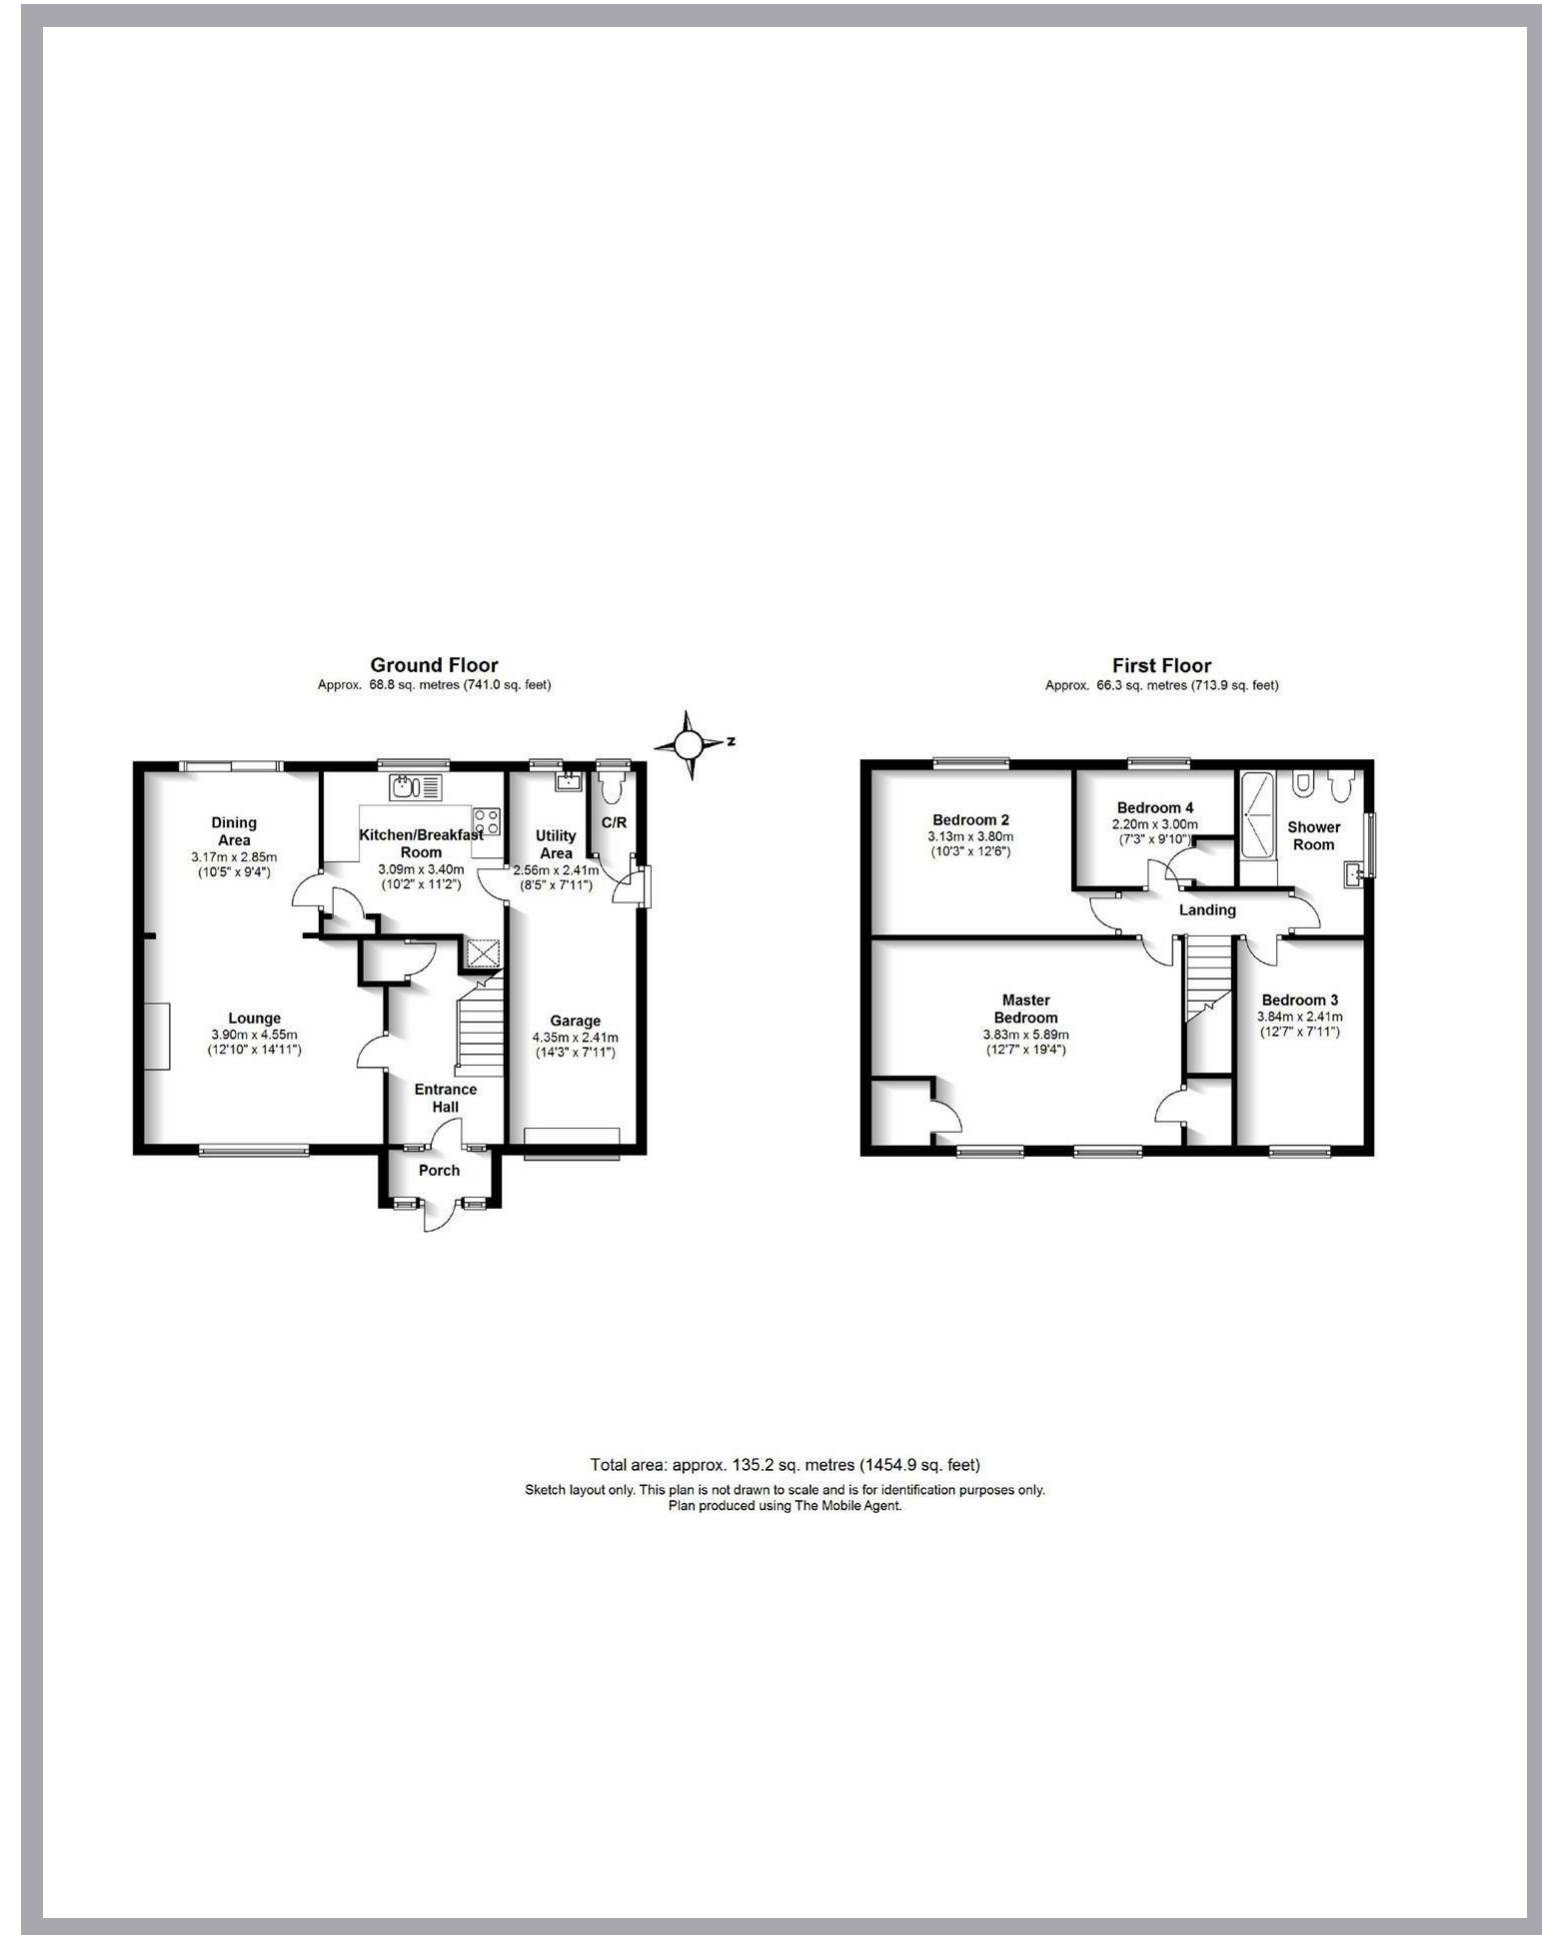 Ground Floor
Approx. 68.8 sq. metres (741.0 sq. feet)
First Floor
Approx. 66.3 sq. metres (713.9 sq. feet)
N
Dining
Area
3.17m x 2.85m
(10'5" x 9'4")
Kitchen/Breakfast
Room
3.09m x 3.40m
(10'2" x 11'2")
Utility
Area
2.56m x 2.41m
(8'5" x 7'11")
C/R
Lounge
3.90m x 4.55m
(12'10" x 14'11")
Garage
4.35m x 2.41m
(14'3" x 7'11")
Entrance
Hall
Porch
Bedroom 2
3.13m x 3.80m
(10'3" x 12'6")
Bedroom 4
2.20m x 3.00m
(7'3" x 9'10")
Shower
Room
Landing
Master
Bedroom
3.83m x 5.89m
(12'7" x 19'4")
Bedroom 3
3.84m x 2.41m
(12'7" x 7'11")
Total area: approx. 135.2 sq. metres (1454.9 sq. feet)
Sketch layout only. This plan is not drawn to scale and is for identification purposes only.
Plan produced using The Mobile Agent.